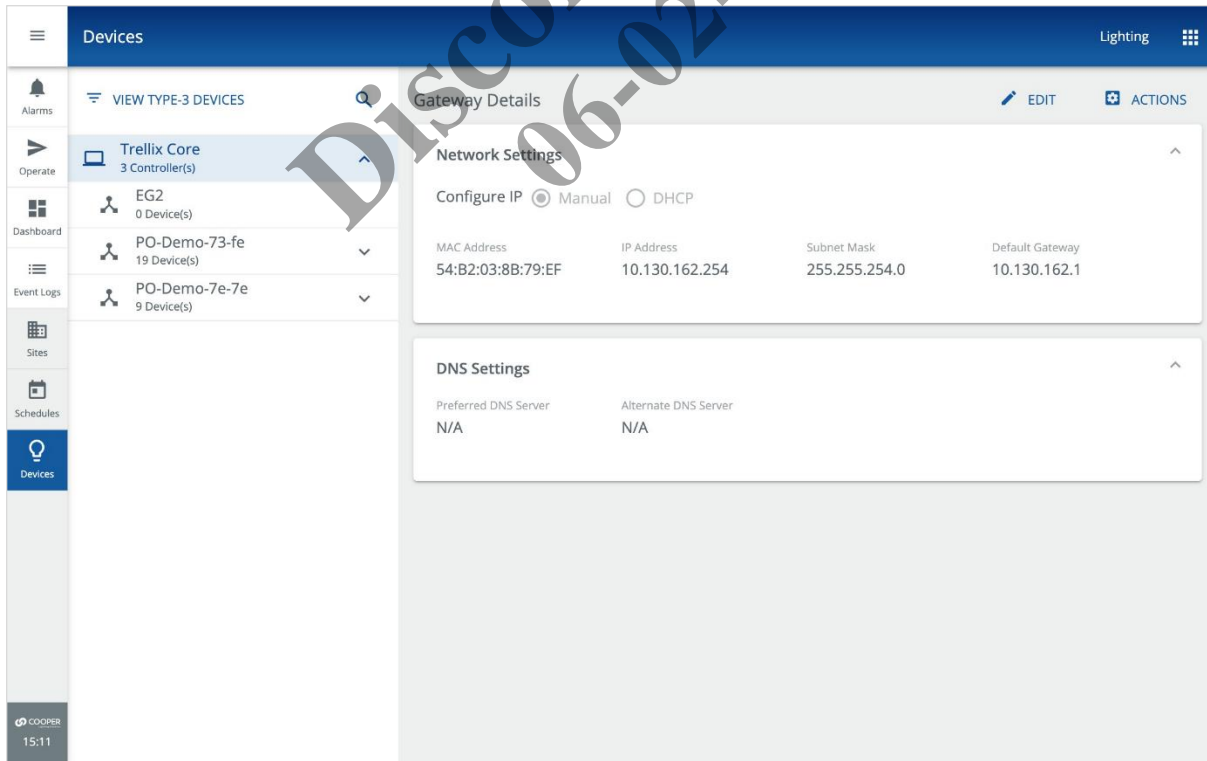 Devices
Lighting
Alarms
Operate
Dashboard
Event Logs
Sites
Schedules
Devices
COOPER
15:11
VIEW TYPE-3 DEVICES
Trellix Core
3 Controller(s)
EG2
0 Device(s)
PO-Demo-73-fe
19 Device(s)
PO-Demo-7e-7e
9 Device(s)
Gateway Details
EDIT
ACTIONS
Network Settings
Configure IP Manual DHCP
MAC Address IP Address Subnet Mask Default Gateway
54:B2:03:8B:79:EF 10.130.162.254 255.255.254.0 10.130.162.1
DNS Settings
Preferred DNS Server Alternate DNS Server
N/A N/A